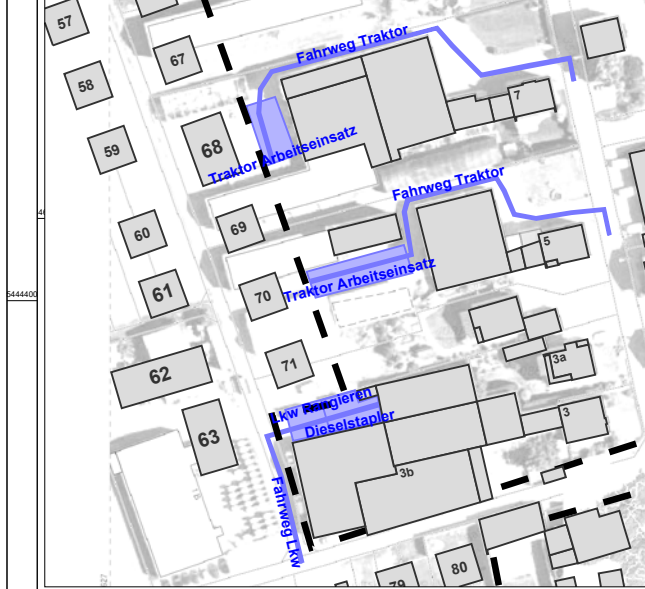 57
67
Fahrweg Traktor
58
7
59
68
Traktor Arbeitseinsatz
Fahrweg Traktor
60
69
5
61
70
Traktor Arbeitseinsatz
5444400
71
3a
62
Lkw Rangieren
Dieselstapler
3
63
3b
Fahrweg Lkw
79
80